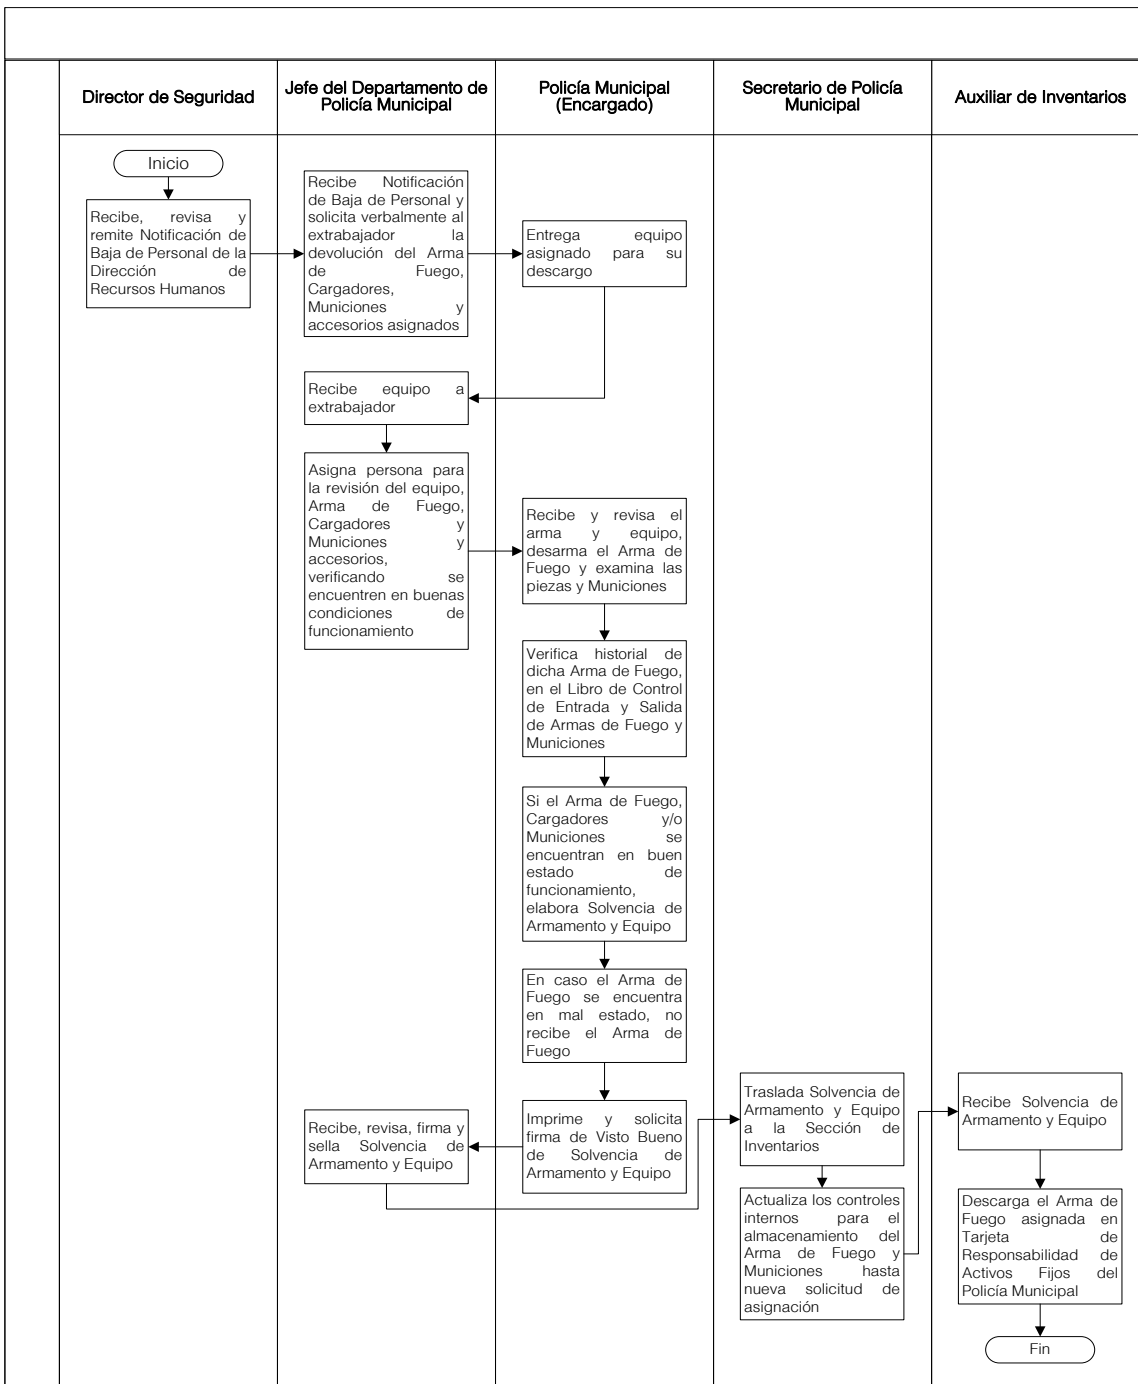 Director de Seguridad
Jefe del Departamento de
Policía Municipal
Policía Municipal
(Encargado)
Secretario de Policía
Municipal
Auxiliar de Inventarios
Inicio
Recibe, revisa y
remite Notificación de
Baja de Personal de la
Dirección de
Recursos Humanos
Recibe Notificación
de Baja de Personal y
solicita verbalmente al
extrabajador la
devolución del Arma
de Fuego,
Cargadores,
Municiones y
accesorios asignados
Entrega equipo
asignado para su
descargo
Recibe equipo a
extrabajador
Asigna persona para
la revisión del equipo,
Arma de Fuego,
Cargadores y
Municiones y
accesorios,
verificando se
encuentren en buenas
condiciones de
funcionamiento
Recibe y revisa el
arma y equipo,
desarma el Arma de
Fuego y examina las
piezas y Municiones
Verifica historial de
dicha Arma de Fuego,
en el Libro de Control
de Entrada y Salida
de Armas de Fuego y
Municiones
Si el Arma de Fuego,
Cargadores y/o
Municiones se
encuentran en buen
estado de
funcionamiento,
elabora Solvencia de
Armamento y Equipo
En caso el Arma de
Fuego se encuentra
en mal estado, no
recibe el Arma de
Fuego
Imprime y solicita
firma de Visto Bueno
de Solvencia de
Armamento y Equipo
Recibe, revisa, firma y
sella Solvencia de
Armamento y Equipo
Traslada Solvencia de
Armamento y Equipo
a la Sección de
Inventarios
Actualiza los controles
internos para el
almacenamiento del
Arma de Fuego y
Municiones hasta
nueva solicitud de
asignación
Recibe Solvencia de
Armamento y Equipo
Descarga el Arma de
Fuego asignada en
Tarjeta de
Responsabilidad de
Activos Fijos del
Policía Municipal
Fin